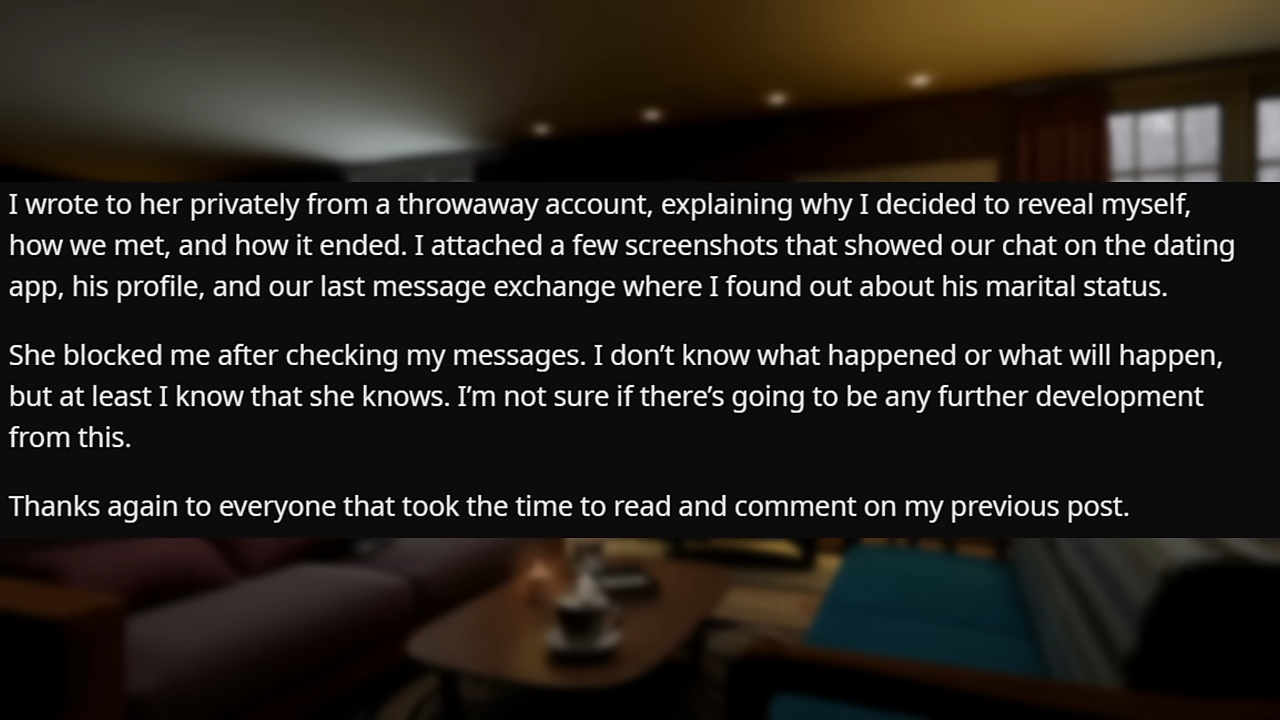 I wrote to her privately from a throwaway account, explaining why I decided to reveal myself,
how we met, and how it ended. I attached a few screenshots that showed our chat on the dating
app, his profile, and our last message exchange where I found out about his marital status.
She blocked me after checking my messages. I don’t know what happened or what will happen,
but at least I know that she knows. I’m not sure if there’s going to be any further development
from this.
Thanks again to everyone that took the time to read and comment on my previous post.